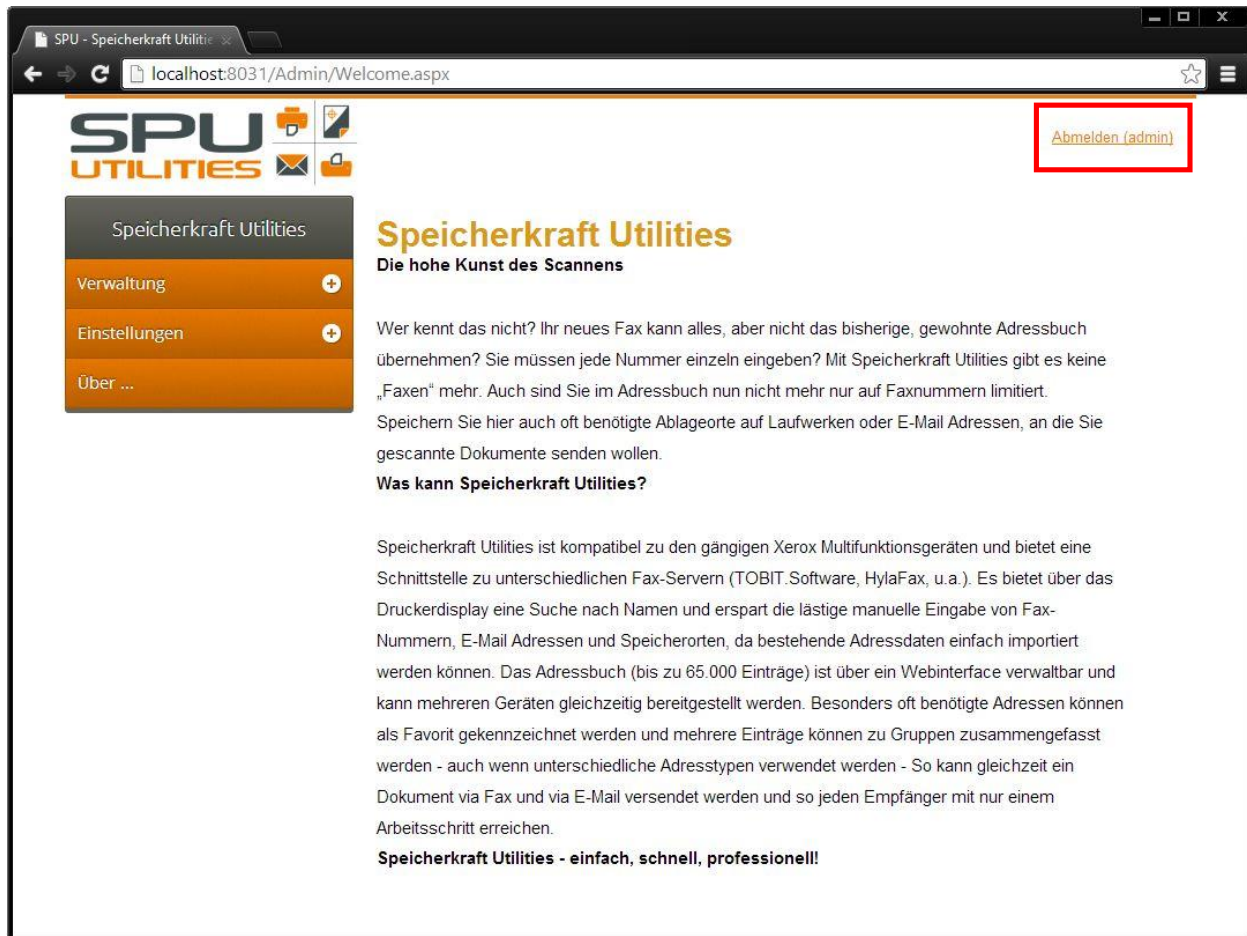 SPU - Speicherkraft Utilitie
localhost:8031/Admin/Welcome.aspx
SPU
UTILITIES
Abmelden (admin)
Speicherkraft Utilities
Verwaltung
Einstellungen
Über ...
Speicherkraft Utilities
Die hohe Kunst des Scannens
Wer kennt das nicht? Ihr neues Fax kann alles, aber nicht das bisherige, gewohnte Adressbuch
übernehmen? Sie müssen jede Nummer einzeln eingeben? Mit Speicherkraft Utilities gibt es keine
„Faxen“ mehr. Auch sind Sie im Adressbuch nun nicht mehr nur auf Faxnummern limitiert.
Speichern Sie hier auch oft benötigte Ablageorte auf Laufwerken oder E-Mail Adressen, an die Sie
gescannte Dokumente senden wollen.
Was kann Speicherkraft Utilities?
Speicherkraft Utilities ist kompatibel zu den gängigen Xerox Multifunktionsgeräten und bietet eine
Schnittstelle zu unterschiedlichen Fax-Servern (TOBIT.Software, HylaFax, u.a.). Es bietet über das
Druckerdisplay eine Suche nach Namen und erspart die lästige manuelle Eingabe von Fax-
Nummern, E-Mail Adressen und Speicherorten, da bestehende Adressdaten einfach importiert
werden können. Das Adressbuch (bis zu 65.000 Einträge) ist über ein Webinterface verwaltbar und
kann mehreren Geräten gleichzeitig bereitgestellt werden. Besonders oft benötigte Adressen können
als Favorit gekennzeichnet werden und mehrere Einträge können zu Gruppen zusammengefasst
werden - auch wenn unterschiedliche Adresstypen verwendet werden - So kann gleichzeit ein
Dokument via Fax und via E-Mail versendet werden und so jeden Empfänger mit nur einem
Arbeitsschritt erreichen.
Speicherkraft Utilities - einfach, schnell, professionell!